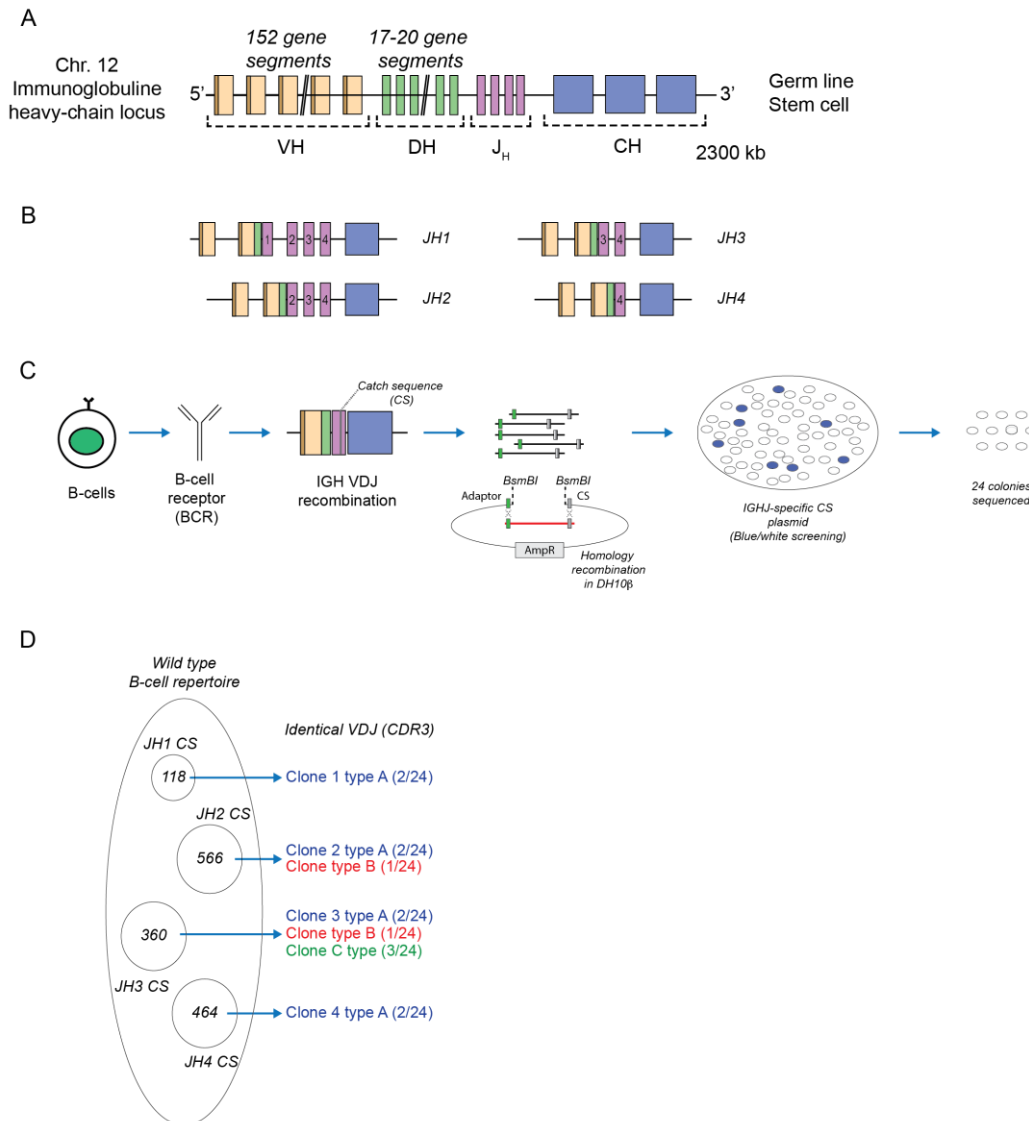 A
Chr. 12
Immunoglobuline
heavy-chain locus
152 gene
segments
17-20 gene
segments
5’
3’
Germ line
Stem cell
VH
DH
JH
CH
2300 kb
B
1 2 3 4
JH1
3 4
JH3
2 3 4
JH2
4
JH4
C
Catch sequence
(CS)
B-cells
B-cell
receptor
(BCR)
IGH VDJ
recombination
BsmBI
BsmBI
Adaptor
CS
AmpR
Homology
recombination
in DH10β
IGHJ-specific CS
plasmid
(Blue/white screening)
24 colonies
sequenced
D
Wild type
B-cell repertoire
Identical VDJ (CDR3)
JH1 CS
118
Clone 1 type A (2/24)
JH2 CS
566
Clone 2 type A (2/24)
Clone type B (1/24)
360
JH3 CS
Clone 3 type A (2/24)
Clone type B (1/24)
Clone C type (3/24)
464
JH4 CS
Clone 4 type A (2/24)